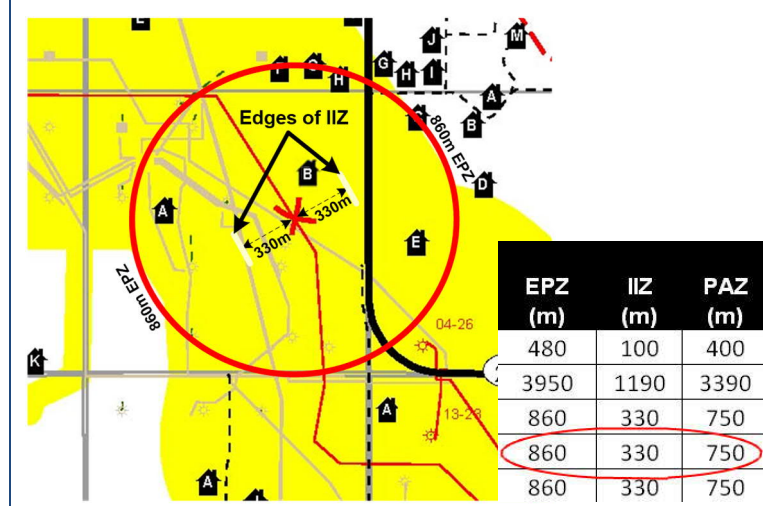 E
J
M
F
G
H
G
H
I
A
Edges of IIZ
860m EPZ
B
B
D
330m
A
330m
E
860m EPZ
04-26
K
A
13-23
A
EPZ IIZ PAZ
(m) (m) (m)
480 100 400
3950 1190 3390
860 330 750
860 330 750
860 330 750